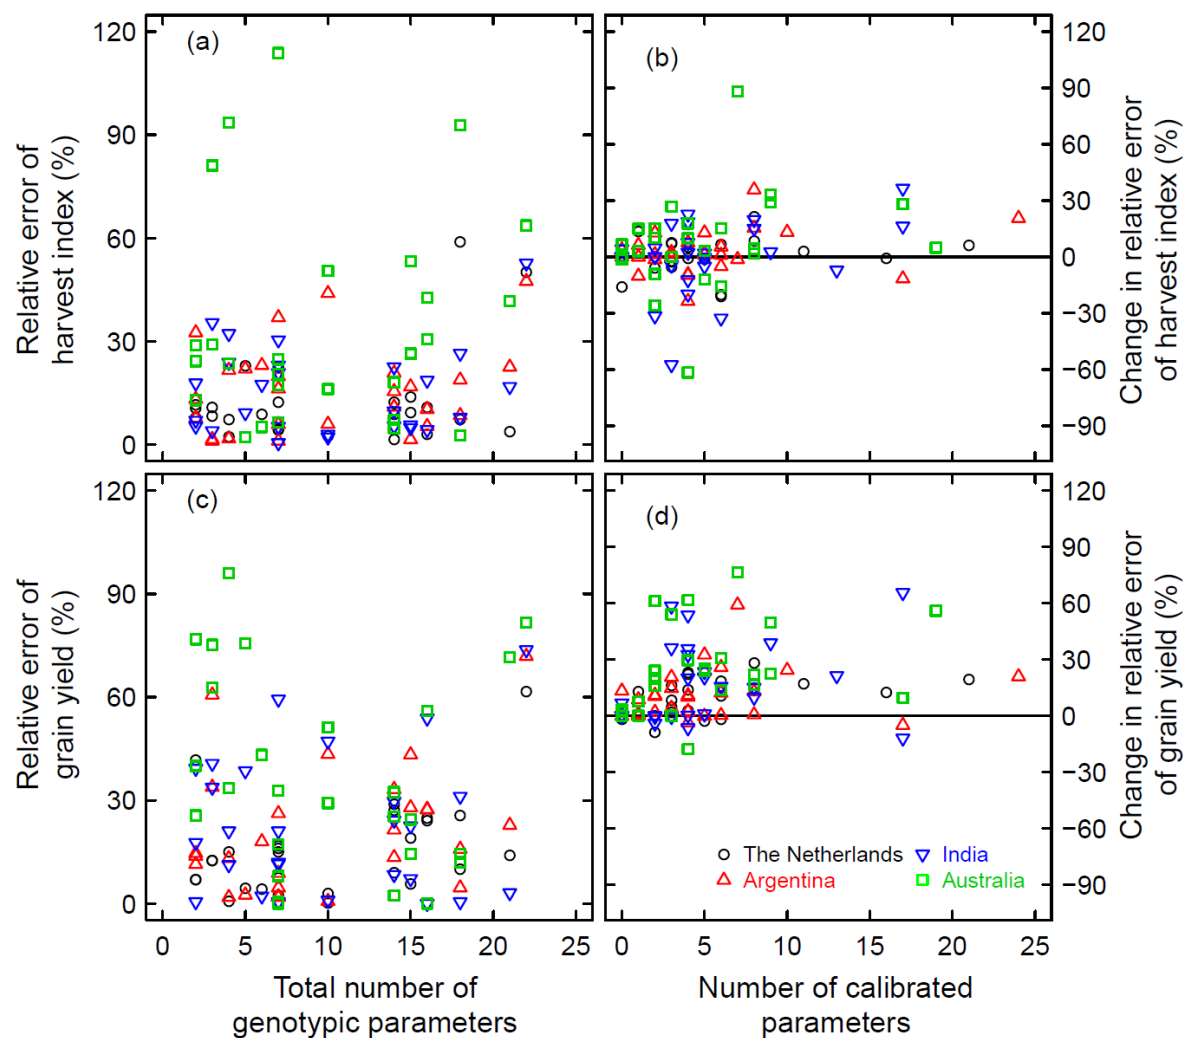 (a)
120
90
60
30
0
Relative error of
harvest index (%)
(b)
120
90
60
30
0
−30
−60
−90
Change in relative error
of harvest index (%)
(c)
120
90
60
30
0
Relative error of
grain yield (%)
0 5 10 15 20 25
Total number of
genotypic parameters
(d)
120
90
60
30
0
−30
−60
−90
Change in relative error
of grain yield (%)
The Netherlands India
Argentina Australia
0 5 10 15 20 25
Number of calibrated
parameters